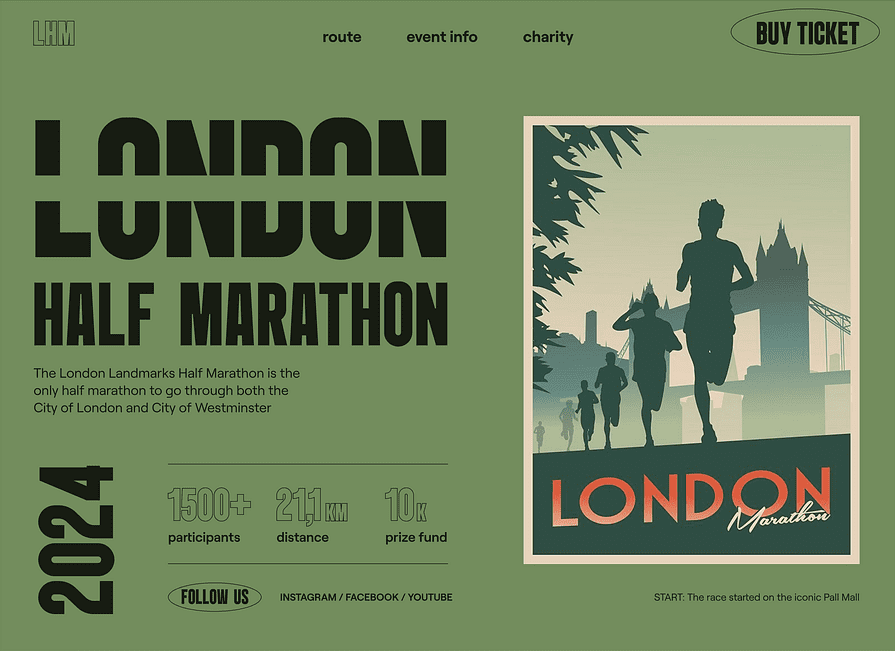 LHM
route
event info
charity
BUY TICKET
LONDON
HALF MARATHON
The London Landmarks Half Marathon is the
only half marathon to go through both the
City of London and City of Westminster
2024
1500+
participants
21,1 KM
distance
10 K
prize fund
FOLLOW US
INSTAGRAM / FACEBOOK / YOUTUBE
LONDON
Marathon
START: The race started on the iconic Pall Mall